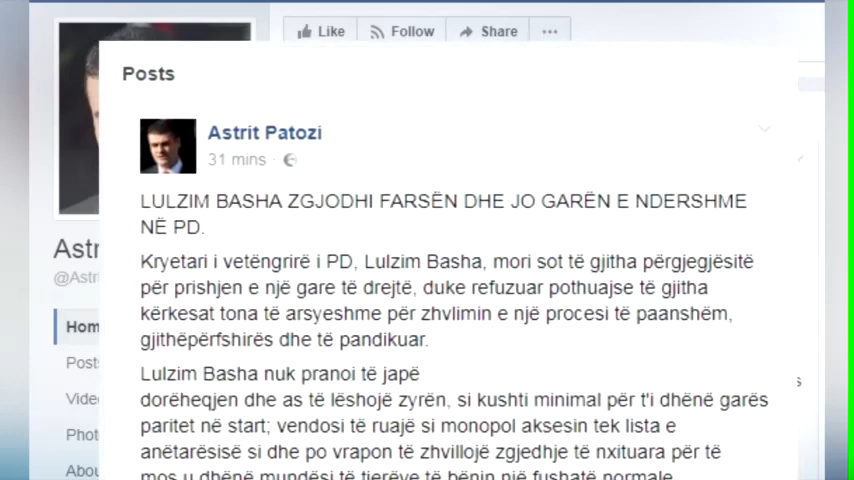 Like Follow Share ...
Posts
Astrit Patozi
31 mins ·
LULZIM BASHA ZGJODHI FARSËN DHE JO GARËN E NDERSHME
NË PD.
Kryetari i vetëngrirë i PD, Lulzim Basha, mori sot të gjitha përgjegjësitë
për prishjen e një gare të drejtë, duke refuzuar pothuajse të gjitha
kërkesat tona të arsyeshme për zhvlimin e një procesi të paanshëm,
gjithëpërfshirës dhe të pandikuar.
Lulzim Basha nuk pranoi të japë
dorëheqjen dhe as të lëshojë zyrën, si kushti minimal për t'i dhënë garës
paritet në start; vendosi të ruajë si monopol aksesin tek lista e
anëtarësisë si dhe po vrapon të zhvillojë zgjedhje të nxituara për të
mos u dhënë mundësi të tjerëve të bënin një fushatë normale
Astr
@Astr
Hom
Posts
Vide
Phot
Abou
s